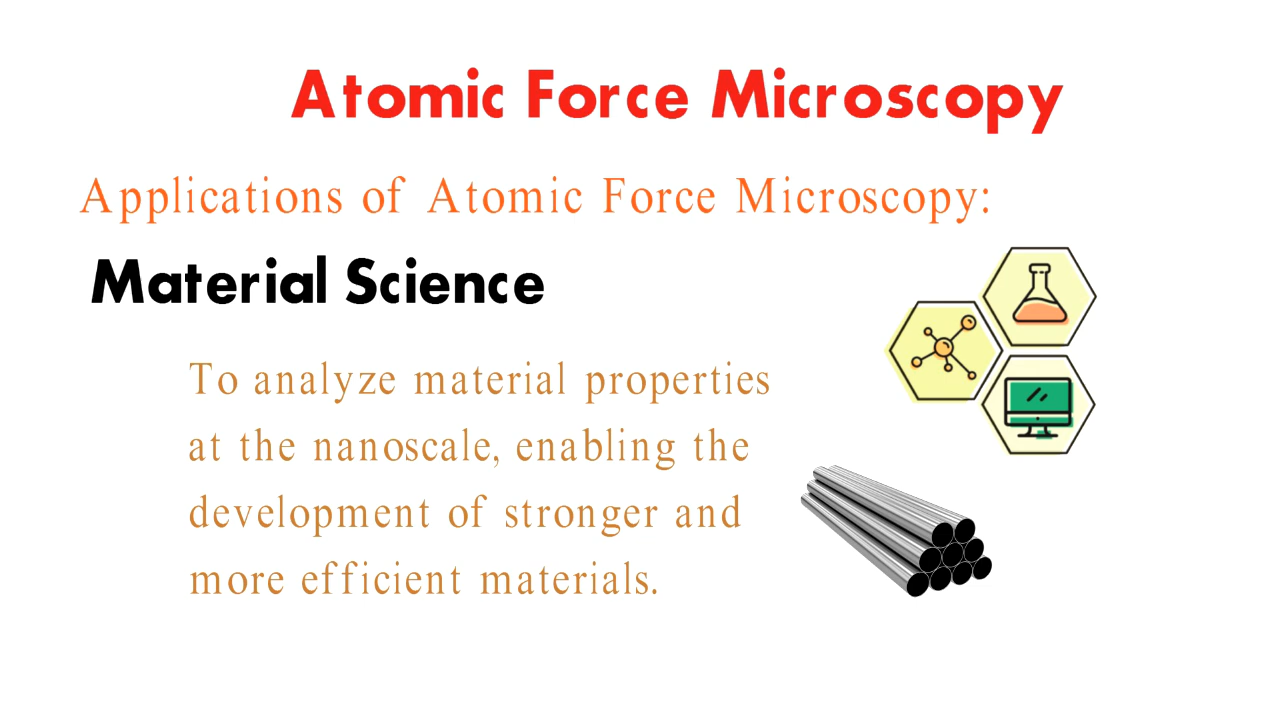 Atomic Force Microscopy
Applications of Atomic Force Microscopy:
Material Science
To analyze material properties
at the nanoscale, enabling the
development of stronger and
more efficient materials.